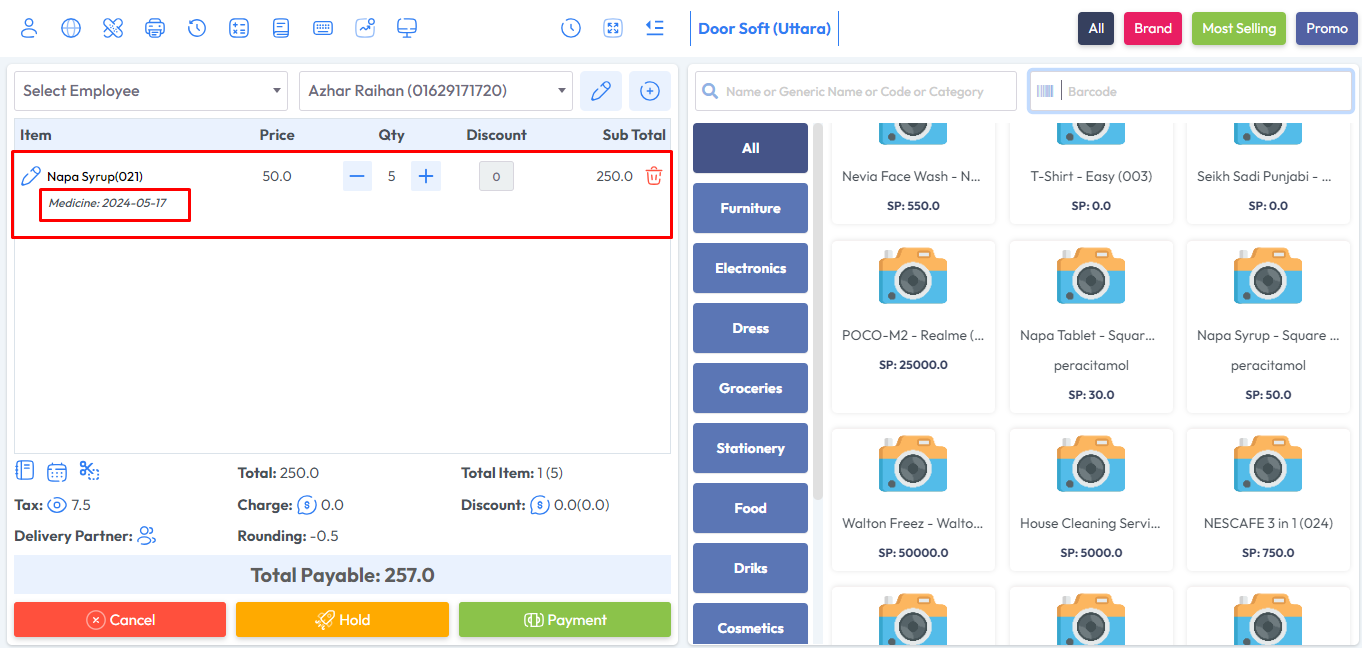 Door Soft (Uttara)
All
Brand
Most Selling
Promo
Select Employee
Azhar Raihan (01629171720)
Item Price Qty Discount Sub Total
Napa Syrup(021) 50.0 5 0 250.0
Medicine: 2024-05-17
Total: 250.0
Total Item: 1 (5)
Tax: 7.5
Charge: $ 0.0
Discount: $ 0.0(0.0)
Delivery Partner:
Rounding: -0.5
Total Payable: 257.0
Cancel
Hold
Payment
Name or Generic Name or Code or Category
Barcode
All
Furniture
Electronics
Dress
Groceries
Stationery
Food
Driks
Cosmetics
Nevia Face Wash - N...
SP: 550.0
T-Shirt - Easy (003)
SP: 0.0
Seikh Sadi Punjabi - ...
SP: 0.0
POCO-M2 - Realme (...
SP: 25000.0
Napa Tablet - Squar...
peracitamol
SP: 30.0
Napa Syrup - Square ...
peracitamol
SP: 50.0
Walton Freez - Walto...
SP: 50000.0
House Cleaning Servi...
SP: 5000.0
NESCAFE 3 in 1 (024)
SP: 750.0